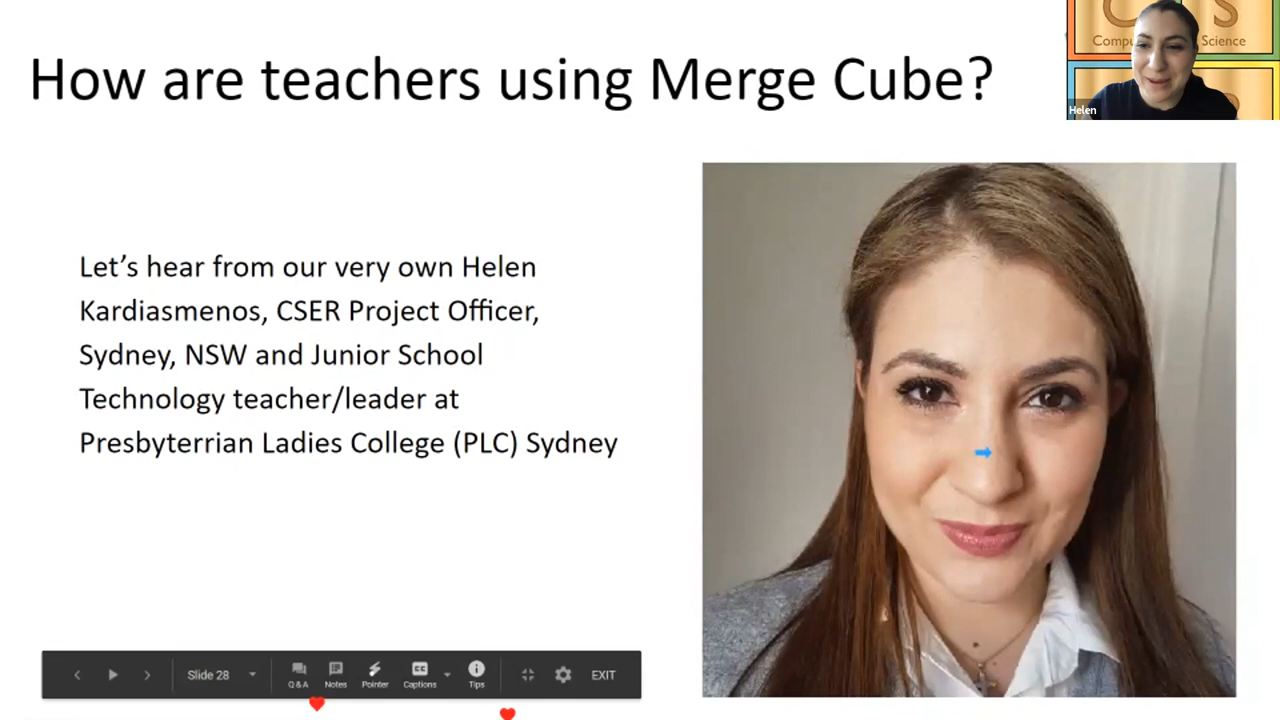 How are teachers using Merge Cube?
C S
Compu Science
Helen
Let’s hear from our very own Helen
Kardiasmenos, CSER Project Officer,
Sydney, NSW and Junior School
Technology teacher/leader at
Presbyterrian Ladies College (PLC) Sydney
Slide 28
Q&A
Notes
Pointer
CC
Captions
Tips
EXIT